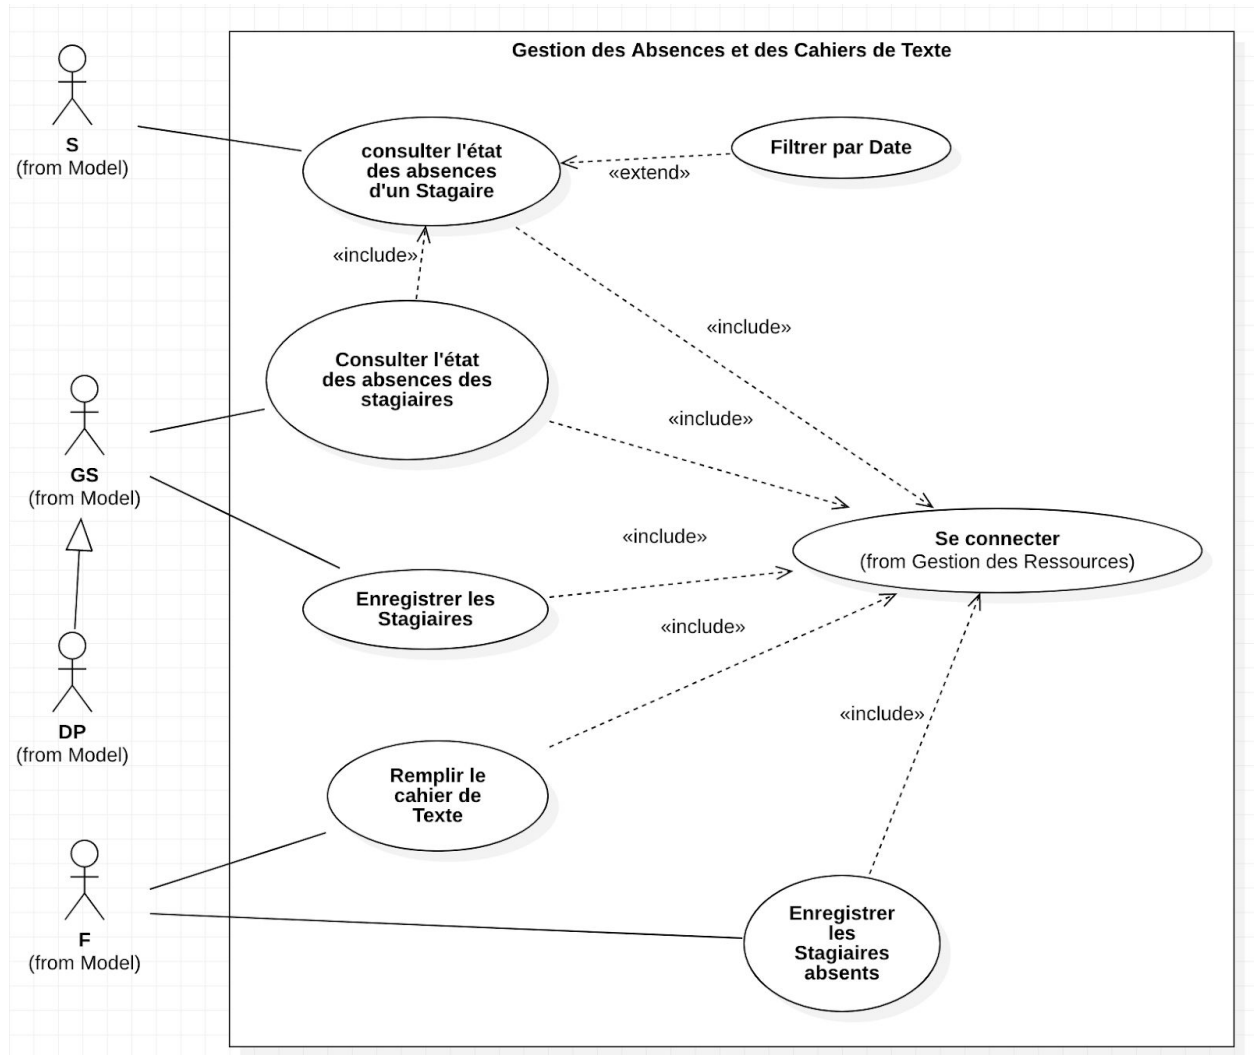 Gestion des Absences et des Cahiers de Texte
S
(from Model)
consulter l'état
des absences
d'un Stagaire
Filtrer par Date
«extend»
«include»
«include»
Consulter l'état
des absences des
stagiaires
«include»
GS
(from Model)
«include»
Se connecter
(from Gestion des Ressources)
Enregistrer les
Stagiaires
«include»
DP
(from Model)
«include»
Remplir le
cahier de
Texte
F
(from Model)
Enregistrer
les
Stagiaires
absents